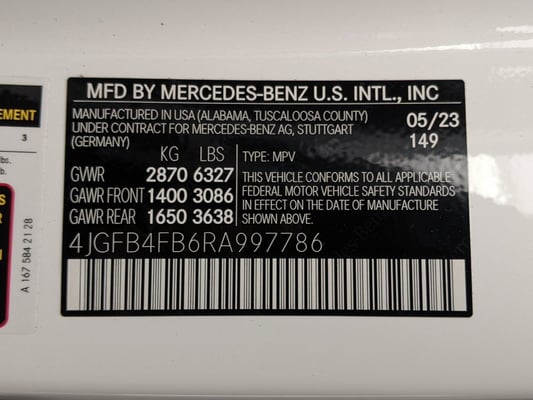 EMENT
3
lbs.
A 167 584 21 28
MFD BY MERCEDES-BENZ U.S. INTL., INC
MANUFACTURED IN USA (ALABAMA, TUSCALOOSA COUNTY)
UNDER CONTRACT FOR MERCEDES-BENZ AG, STUTTGART
(GERMANY)
05/23
149
KG LBS
GVWR 2870 6327
GAWR FRONT 1400 3086
GAWR REAR 1650 3638
TYPE: MPV
THIS VEHICLE CONFORMS TO ALL APPLICABLE
FEDERAL MOTOR VEHICLE SAFETY STANDARDS
IN EFFECT ON THE DATE OF MANUFACTURE
SHOWN ABOVE.
4JGFB4FB6RA997786